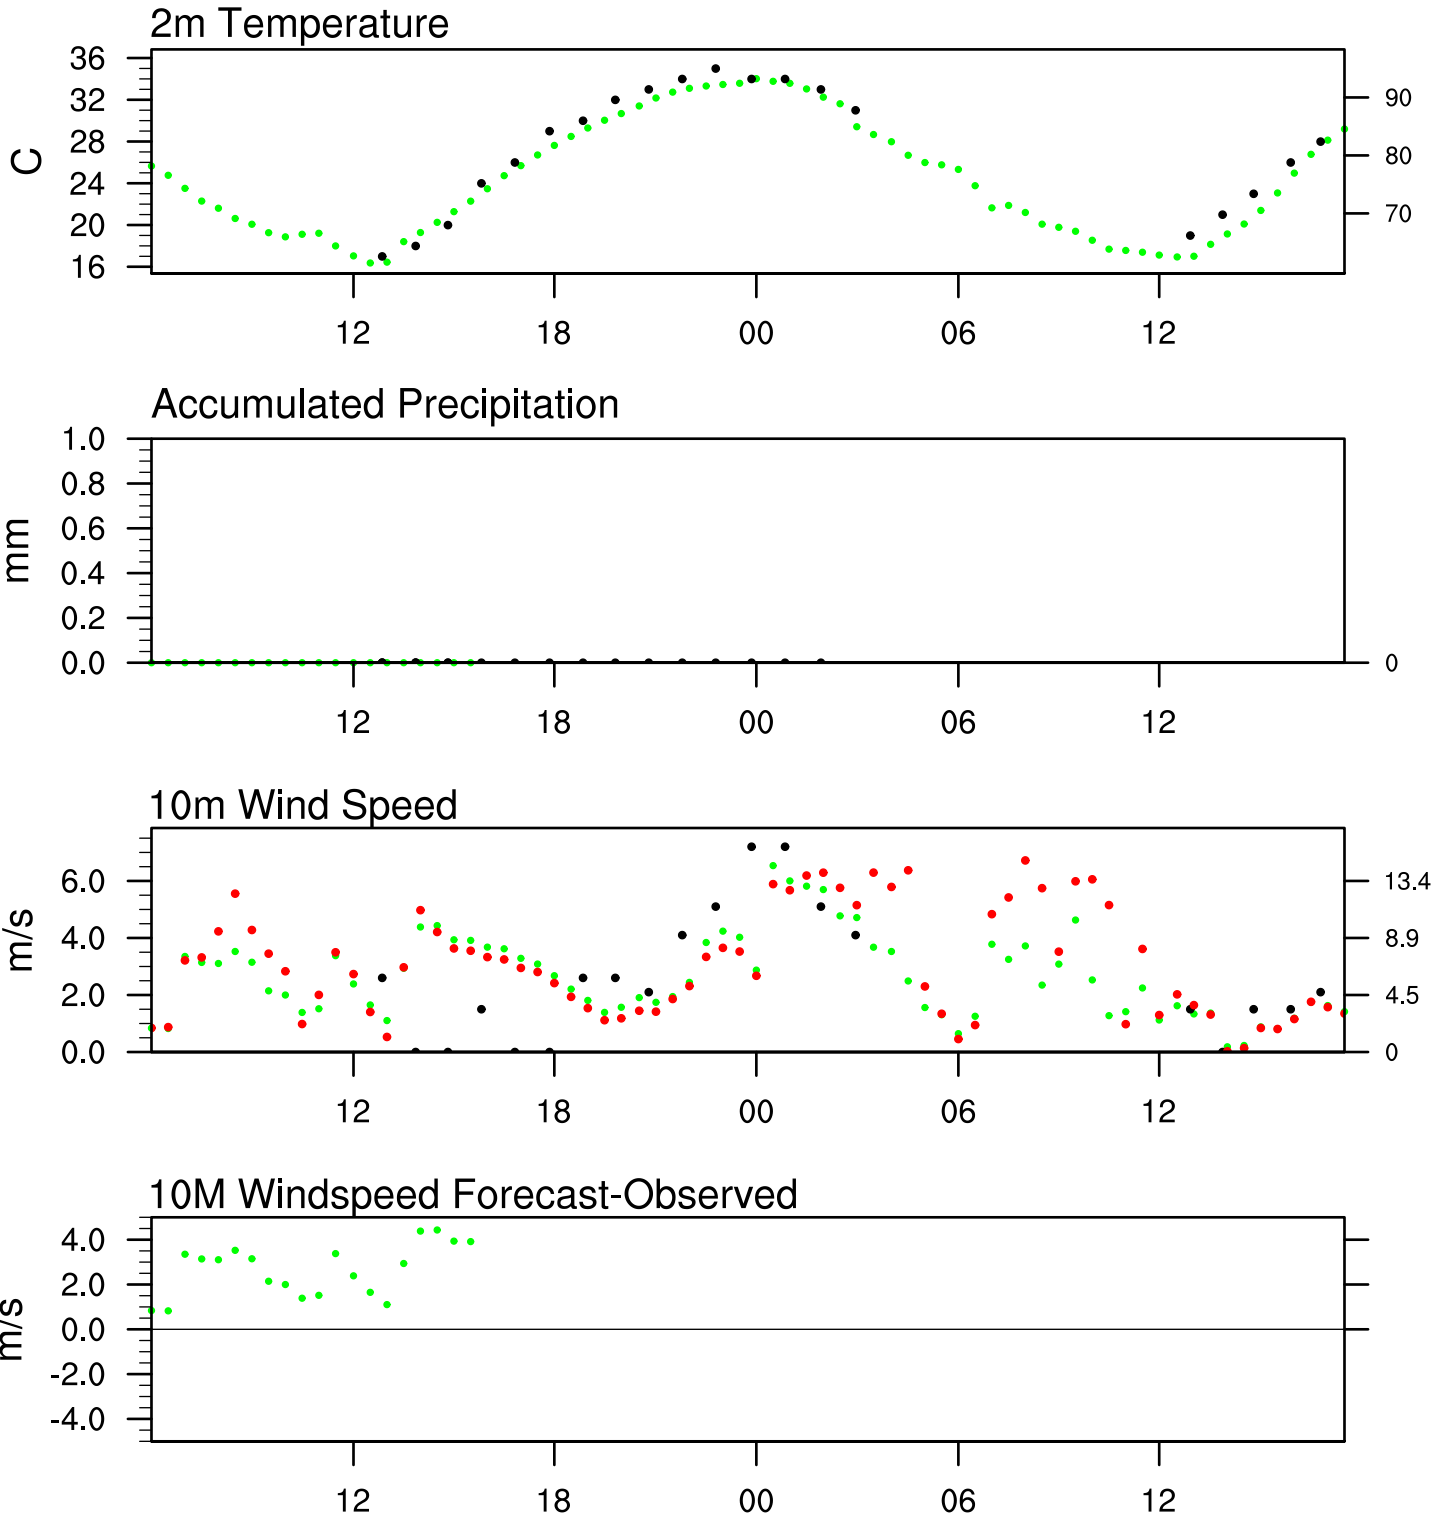 2m Temperature
36
32
28
24
20
16
C
90
80
70
12 18 00 06 12
Accumulated Precipitation
1.0
0.8
0.6
0.4
0.2
0.0
mm
0
12 18 00 06 12
10m Wind Speed
6.0
4.0
2.0
0.0
m/s
13.4
8.9
4.5
0
12 18 00 06 12
10M Windspeed Forecast-Observed
4.0
2.0
0.0
-2.0
-4.0
m/s
12 18 00 06 12